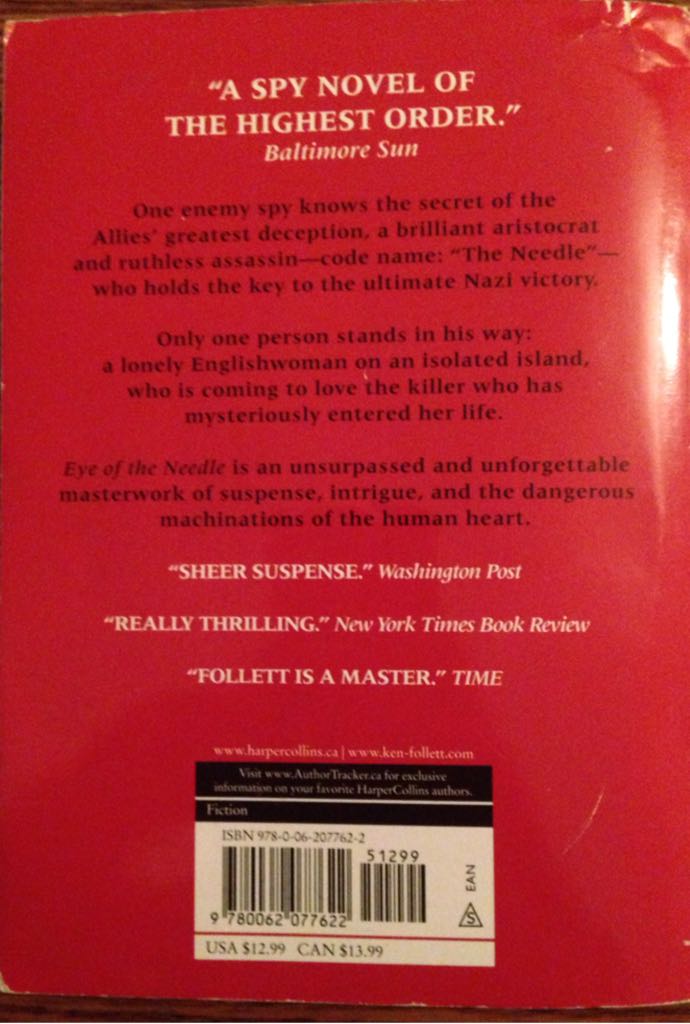 “A SPY NOVEL OF
THE HIGHEST ORDER.”
Baltimore Sun
One enemy spy knows the secret of the
Allies’ greatest deception, a brilliant aristocrat
and ruthless assassin—code name: “The Needle”—
who holds the key to the ultimate Nazi victory.
Only one person stands in his way:
a lonely Englishwoman on an isolated island,
who is coming to love the killer who has
mysteriously entered her life.
Eye of the Needle is an unsurpassed and unforgettable
masterwork of suspense, intrigue, and the dangerous
machinations of the human heart.
“SHEER SUSPENSE.” Washington Post
“REALLY THRILLING.” New York Times Book Review
“FOLLETT IS A MASTER.” TIME
www.harpercollins.ca | www.ken-follett.com
Visit www.AuthorTracker.ca for exclusive
information on your favorite HarperCollins authors.
Fiction
ISBN 978-0-06-207762-2
51299
EAN
S
9 780062 077622
USA $12.99 CAN $13.99